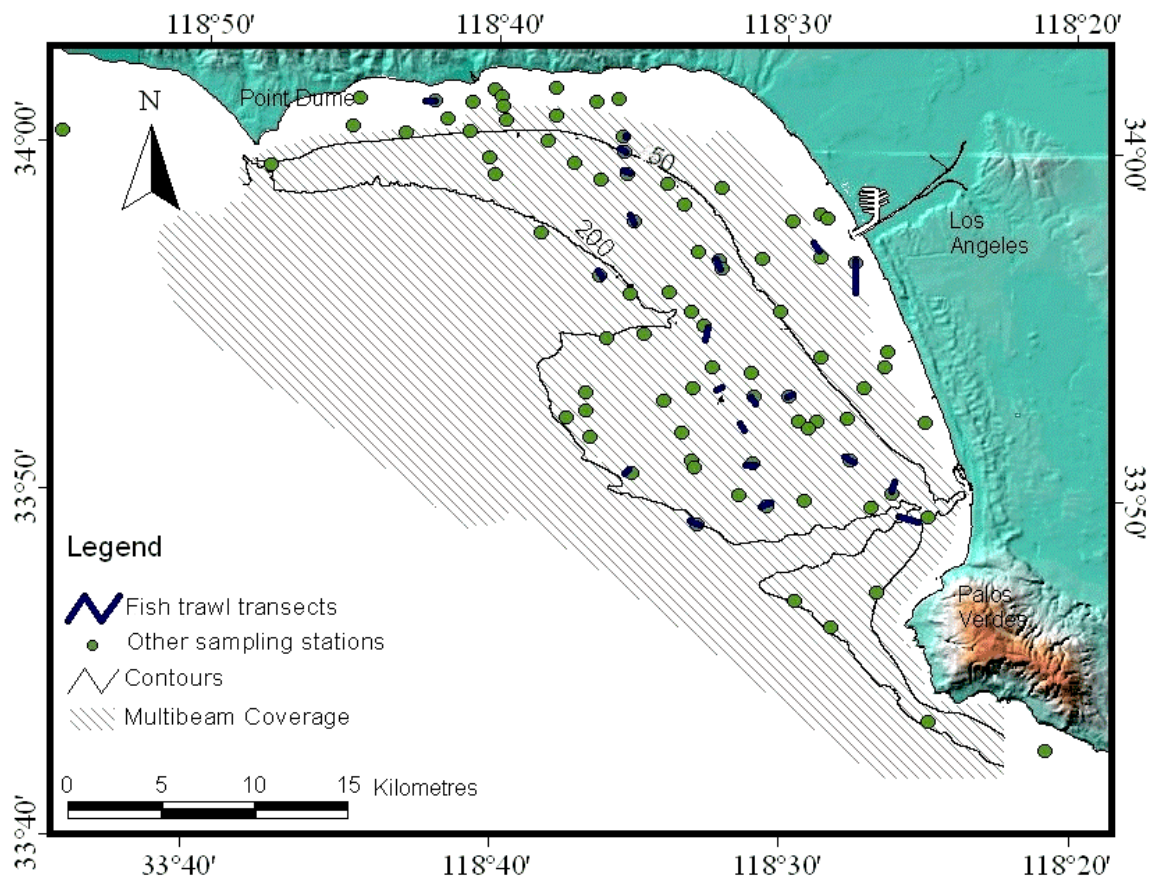 118°50' 118°40' 118°30' 118°20'
N
Point Dume
34°00'
34°00'
50
200
Los
Angeles
33°50'
33°50'
Legend
Fish trawl transects
Other sampling stations
Contours
Multibeam Coverage
Palos
Verdes
0 5 10 15 Kilometres
33°40'
33°40' 118°40' 118°30' 118°20'